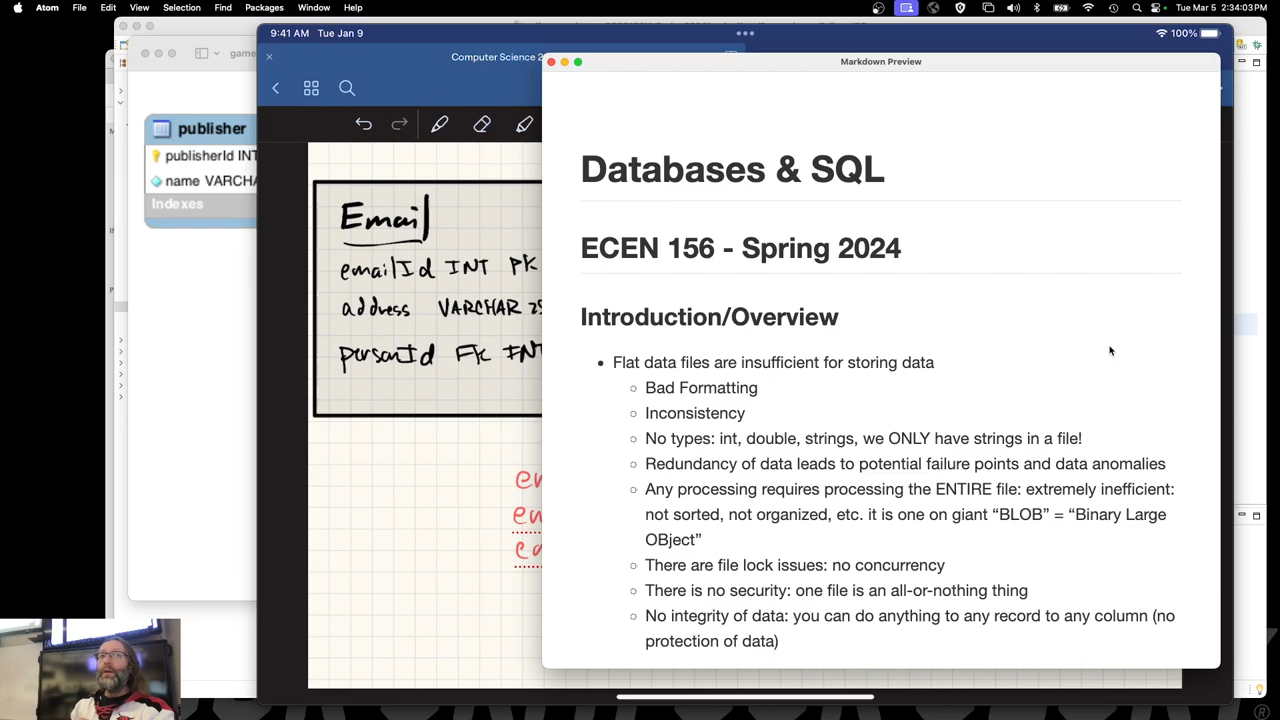 Atom File Edit View Selection Find Packages Window Help
Tue Mar 5 2:34:03 PM
9:41 AM Tue Jan 9
100%
game
Computer Science 2
Markdown Preview
publisher
publisherId INT
name VARCHA
Indexes
Email
emailId INT PK
address VARCHAR 25
personId FK INT
Databases & SQL
ECEN 156 - Spring 2024
Introduction/Overview
• Flat data files are insufficient for storing data
○ Bad Formatting
○ Inconsistency
○ No types: int, double, strings, we ONLY have strings in a file!
○ Redundancy of data leads to potential failure points and data anomalies
○ Any processing requires processing the ENTIRE file: extremely inefficient:
not sorted, not organized, etc. it is one on giant “BLOB” = “Binary Large
OBject”
○ There are file lock issues: no concurrency
○ There is no security: one file is an all-or-nothing thing
○ No integrity of data: you can do anything to any record to any column (no
protection of data)